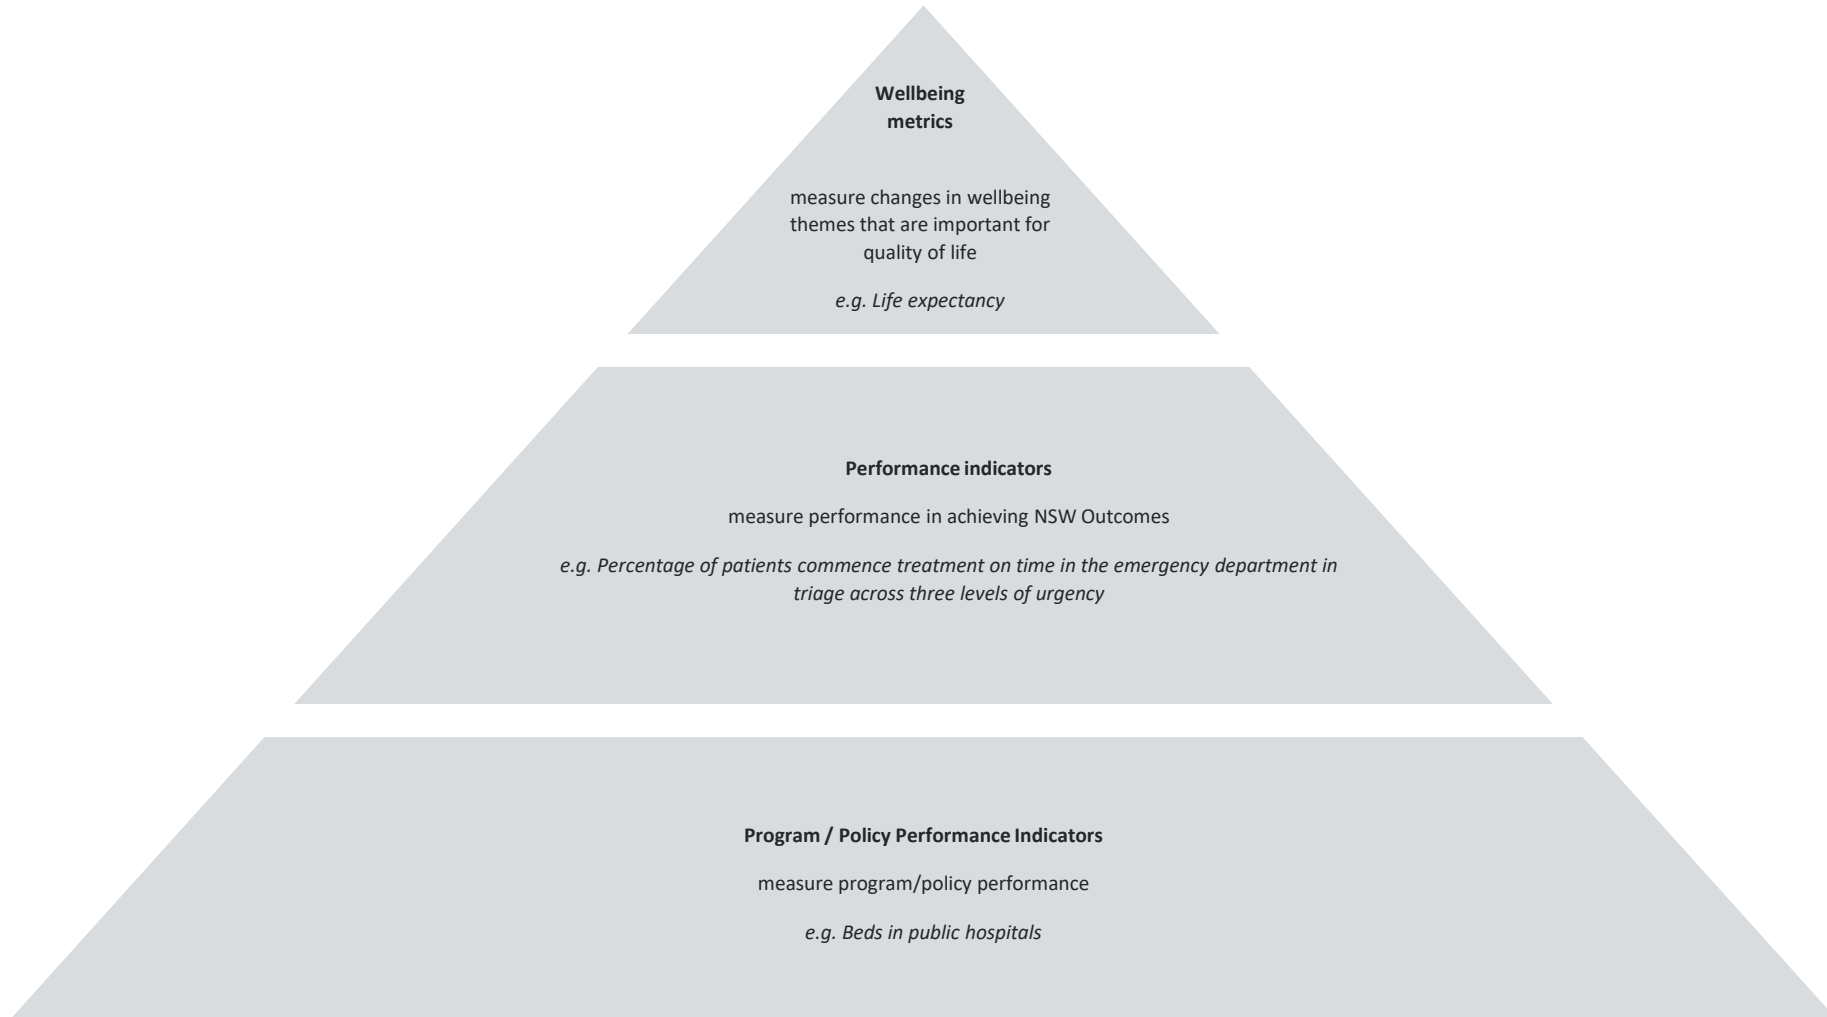 Wellbeing
metrics
measure changes in wellbeing
themes that are important for
quality of life
e.g. Life expectancy
Performance indicators
measure performance in achieving NSW Outcomes
e.g. Percentage of patients commence treatment on time in the emergency department in
triage across three levels of urgency
Program / Policy Performance Indicators
measure program/policy performance
e.g. Beds in public hospitals